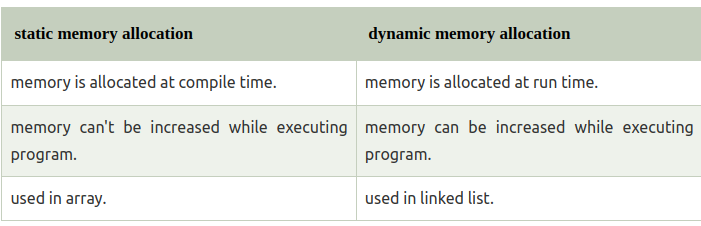 static memory allocation
dynamic memory allocation
memory is allocated at compile time.
memory is allocated at run time.
memory can't be increased while executing
program.
memory can be increased while executing
program.
used in array.
used in linked list.